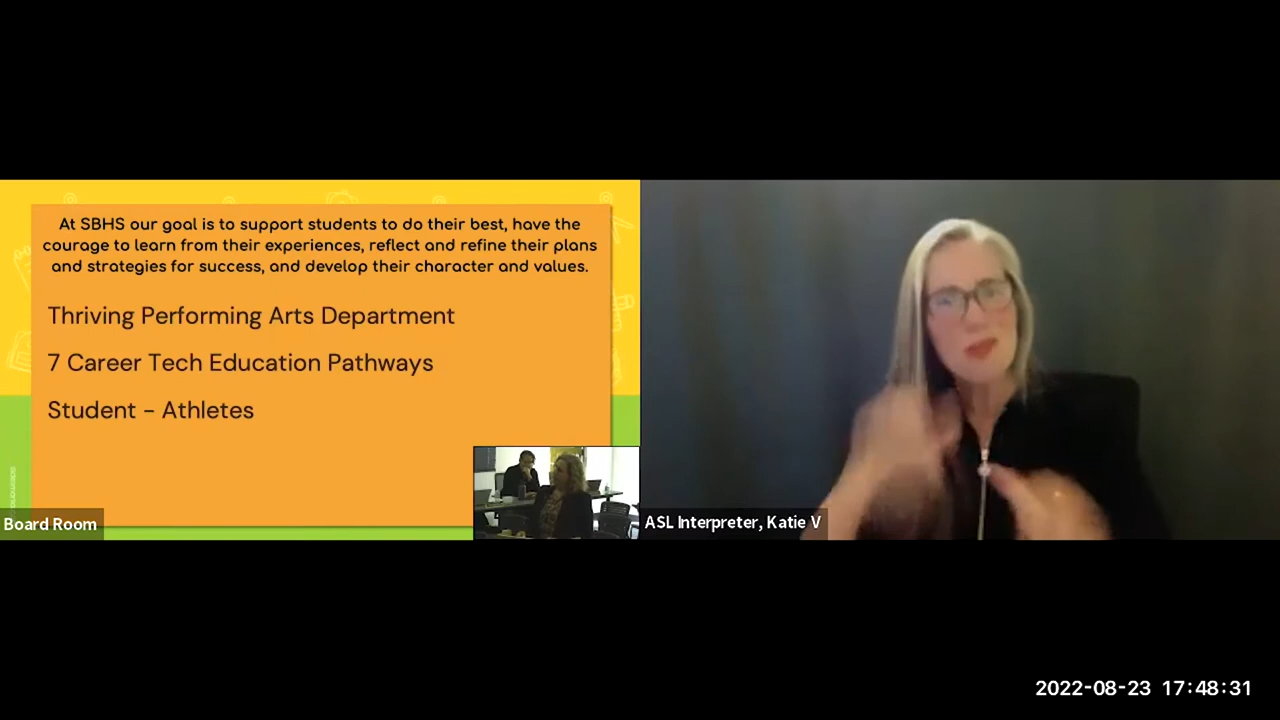 At SBHS our goal is to support students to do their best, have the
courage to learn from their experiences, reflect and refine their plans
and strategies for success, and develop their character and values.
Thriving Performing Arts Department
7 Career Tech Education Pathways
Student - Athletes
Board Room
ASL Interpreter, Katie V
2022-08-23 17:48:31